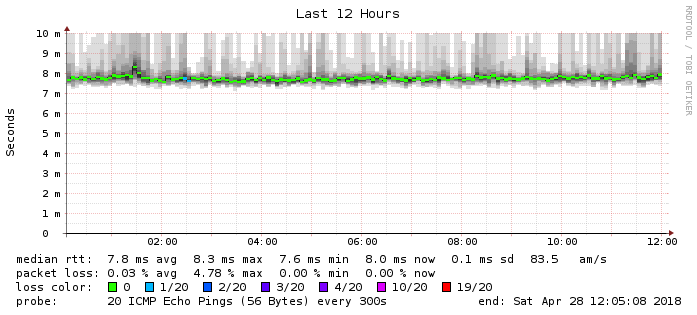 Last 12 Hours
RRDTOOL / TOBI OETIKER
Seconds
10 m
9 m
8 m
7 m
6 m
5 m
4 m
3 m
2 m
1 m
0
02:00 04:00 06:00 08:00 10:00 12:00
median rtt: 7.8 ms avg 8.3 ms max 7.6 ms min 8.0 ms now 0.1 ms sd 83.5 am/s
packet loss: 0.03 % avg 4.78 % max 0.00 % min 0.00 % now
loss color: 0 1/20 2/20 3/20 4/20 10/20 19/20
probe: 20 ICMP Echo Pings (56 Bytes) every 300s end: Sat Apr 28 12:05:08 2018